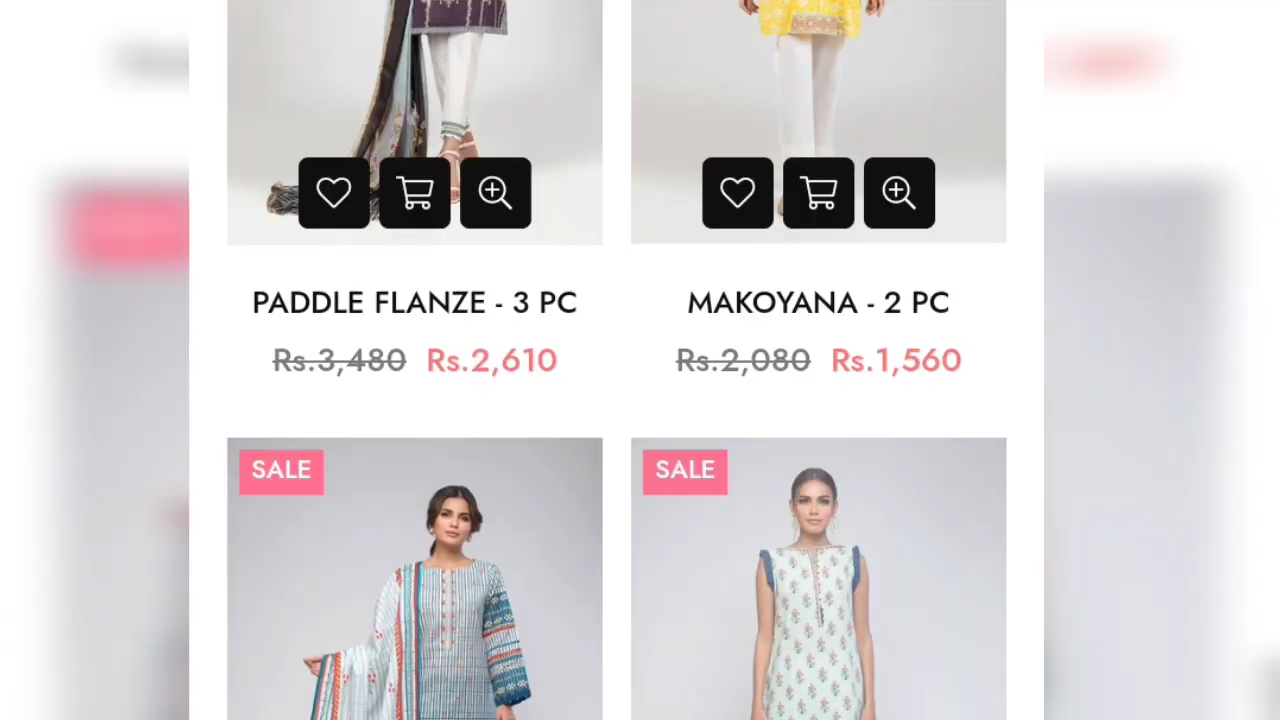 PADDLE FLANZE - 3 PC
Rs.3,480 Rs.2,610
MAKOYANA - 2 PC
Rs.2,080 Rs.1,560
SALE
SALE